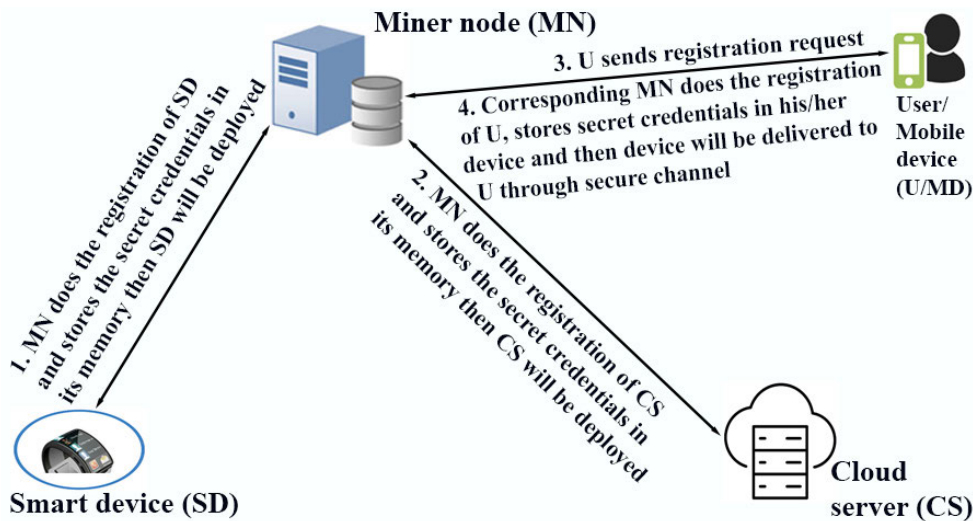 Miner node (MN)
3. U sends registration request
4. Corresponding MN does the registration
of U, stores secret credentials in his/her
device and then device will be delivered to
U through secure channel
User/
Mobile
device
(U/MD)
1. MN does the registration of SD
and stores the secret credentials in
its memory then SD will be deployed
2. MN does the registration of CS
and stores the secret credentials in
its memory then CS will be deployed
Smart device (SD)
Cloud
server (CS)